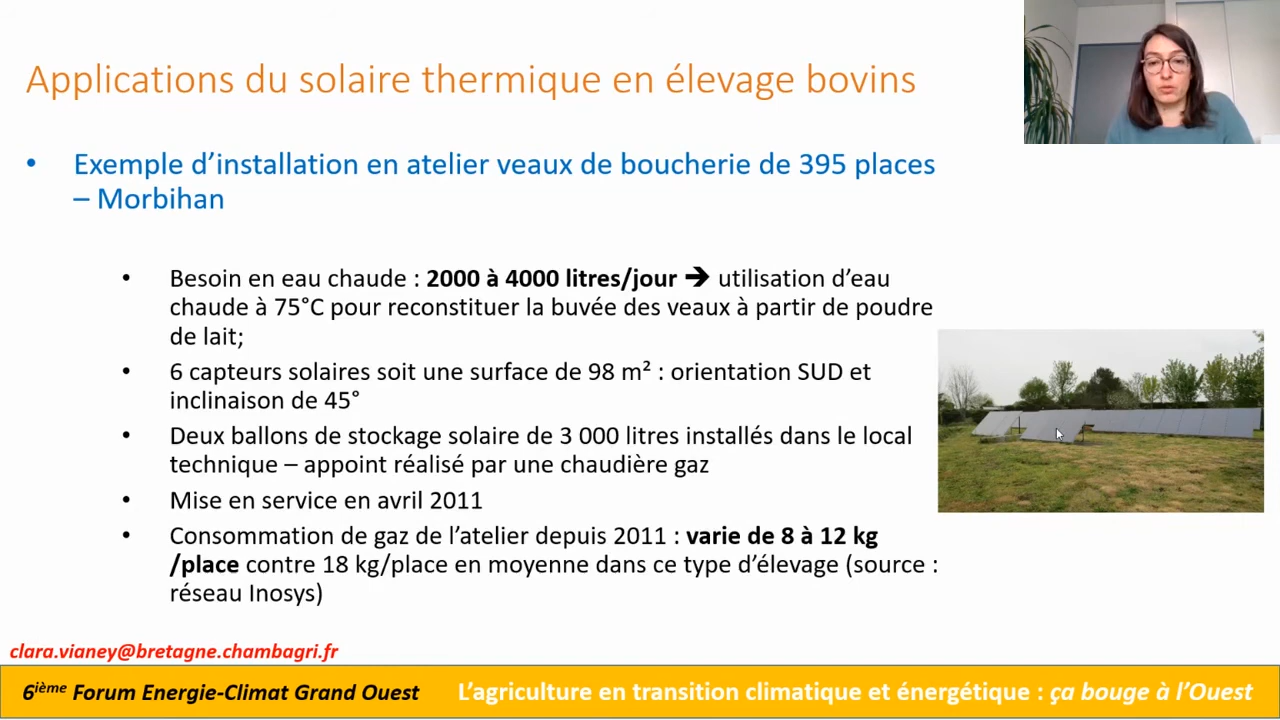 Applications du solaire thermique en élevage bovins
• Exemple d'installation en atelier veaux de boucherie de 395 places
– Morbihan
• Besoin en eau chaude : 2000 à 4000 litres/jour ➔ utilisation d'eau
chaude à 75°C pour reconstituer la buvée des veaux à partir de poudre
de lait;
• 6 capteurs solaires soit une surface de 98 m² : orientation SUD et
inclinaison de 45°
• Deux ballons de stockage solaire de 3 000 litres installés dans le local
technique – appoint réalisé par une chaudière gaz
• Mise en service en avril 2011
• Consommation de gaz de l'atelier depuis 2011 : varie de 8 à 12 kg
/place contre 18 kg/place en moyenne dans ce type d'élevage (source :
réseau Inosys)
clara.vianey@bretagne.chambagri.fr
6ième Forum Energie-Climat Grand Ouest L'agriculture en transition climatique et énergétique : ça bouge à l'Ouest